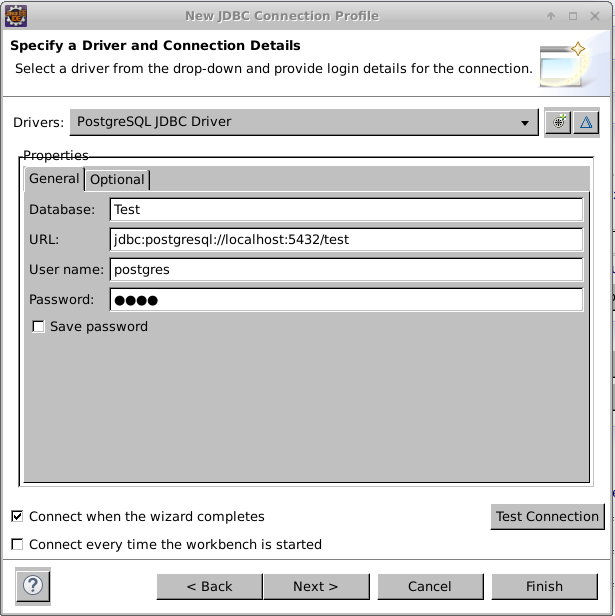 New JDBC Connection Profile
Specify a Driver and Connection Details
Select a driver from the drop-down and provide login details for the connection.
Drivers: PostgreSQL JDBC Driver
Properties
General Optional
Database: Test
URL: jdbc:postgresql://localhost:5432/test
User name: postgres
Password: ●●●●
Save password
Connect when the wizard completes Test Connection
Connect every time the workbench is started
? < Back Next > Cancel Finish